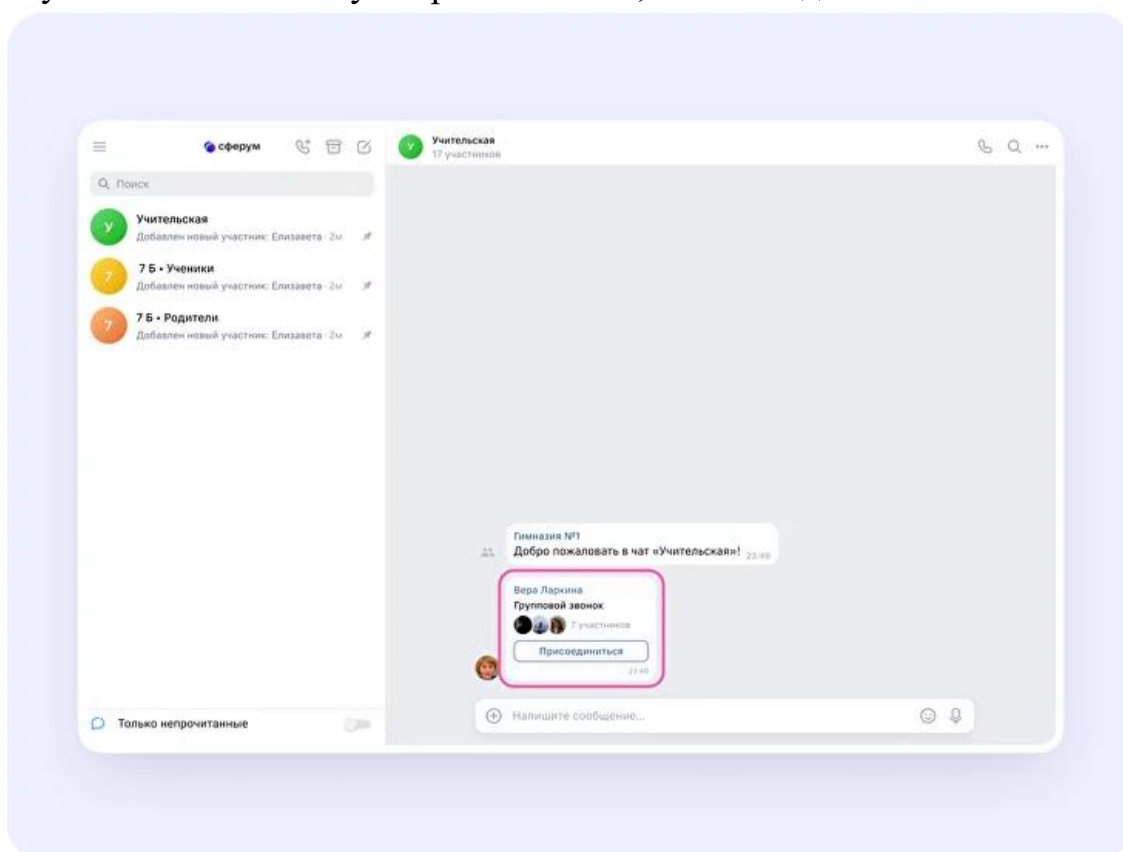 сферум
Поиск
У
Учительская
Добавлен новый участник: Елизавета · 2м
7
7 Б • Ученики
Добавлен новый участник: Елизавета · 2м
7
7 Б • Родители
Добавлен новый участник: Елизавета · 2м
Только непрочитанные
У
Учительская
17 участников
Гимназия №1
Добро пожаловать в чат «Учительская»!
Вера Ларкина
Групповой звонок
7 участников
Присоединиться
Напишите сообщение...